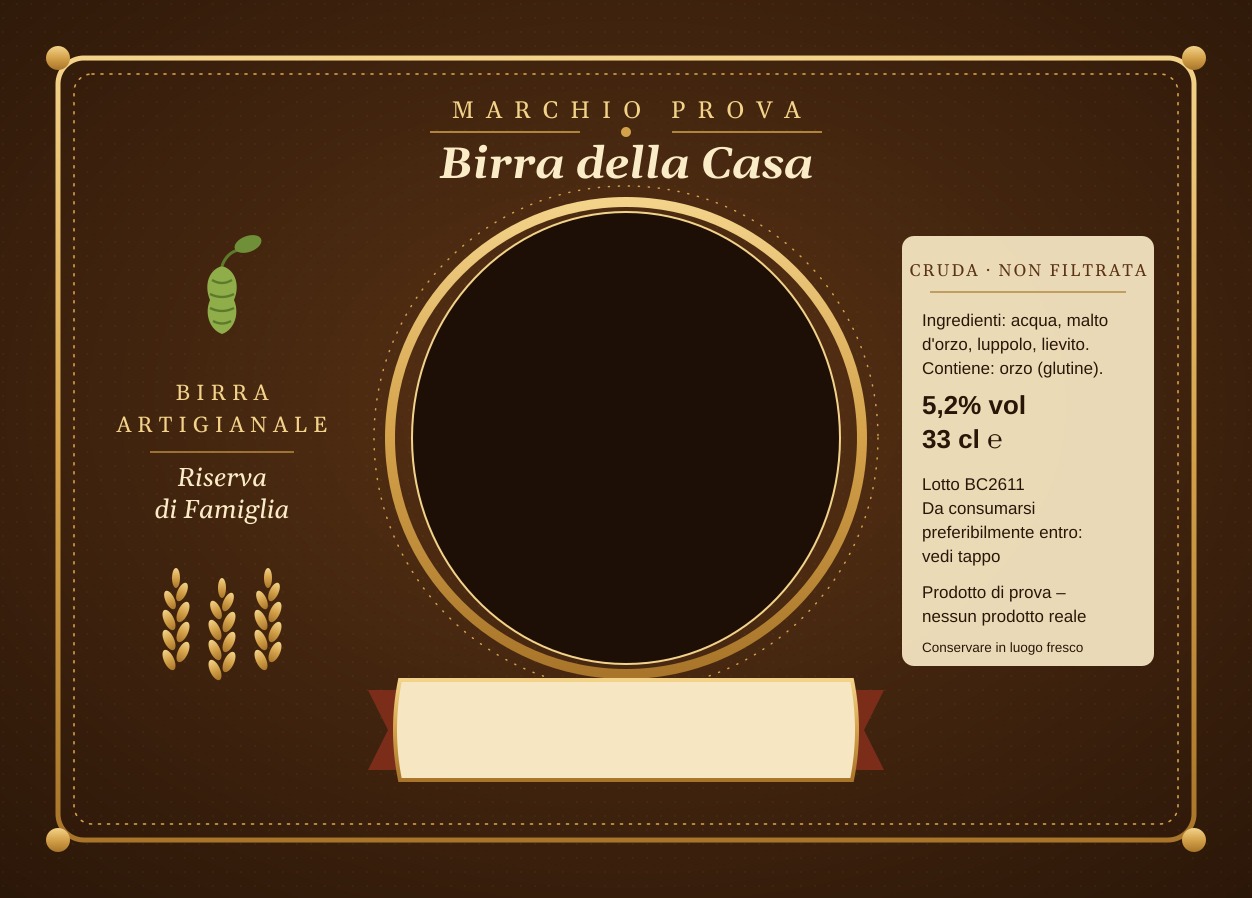 MARCHIO PROVA
Birra della Casa
BIRRA
ARTIGIANALE
Riserva
di Famiglia
CRUDA · NON FILTRATA
Ingredienti: acqua, malto
d'orzo, luppolo, lievito.
Contiene: orzo (glutine).
5,2% vol
33 cl ℮
Lotto BC2611
Da consumarsi
preferibilmente entro:
vedi tappo
Prodotto di prova –
nessun prodotto reale
Conservare in luogo fresco